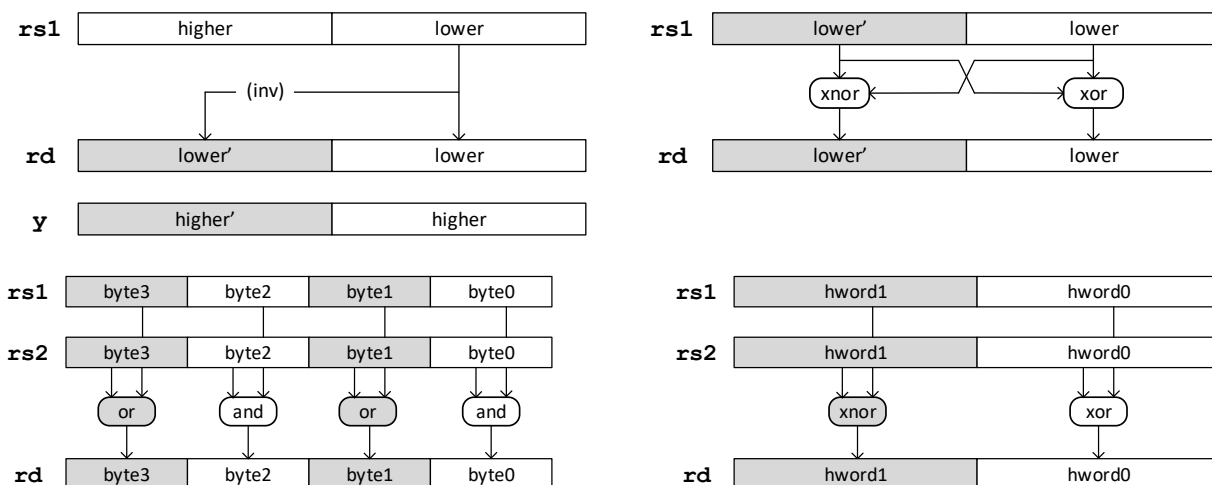 rs1 higher lower
(inv)
rd lower’ lower
y higher’ higher
rs1 lower’ lower
xnor xor
rd lower’ lower
rs1 byte3 byte2 byte1 byte0
rs2 byte3 byte2 byte1 byte0
or and or and
rd byte3 byte2 byte1 byte0
rs1 hword1 hword0
rs2 hword1 hword0
xnor xor
rd hword1 hword0